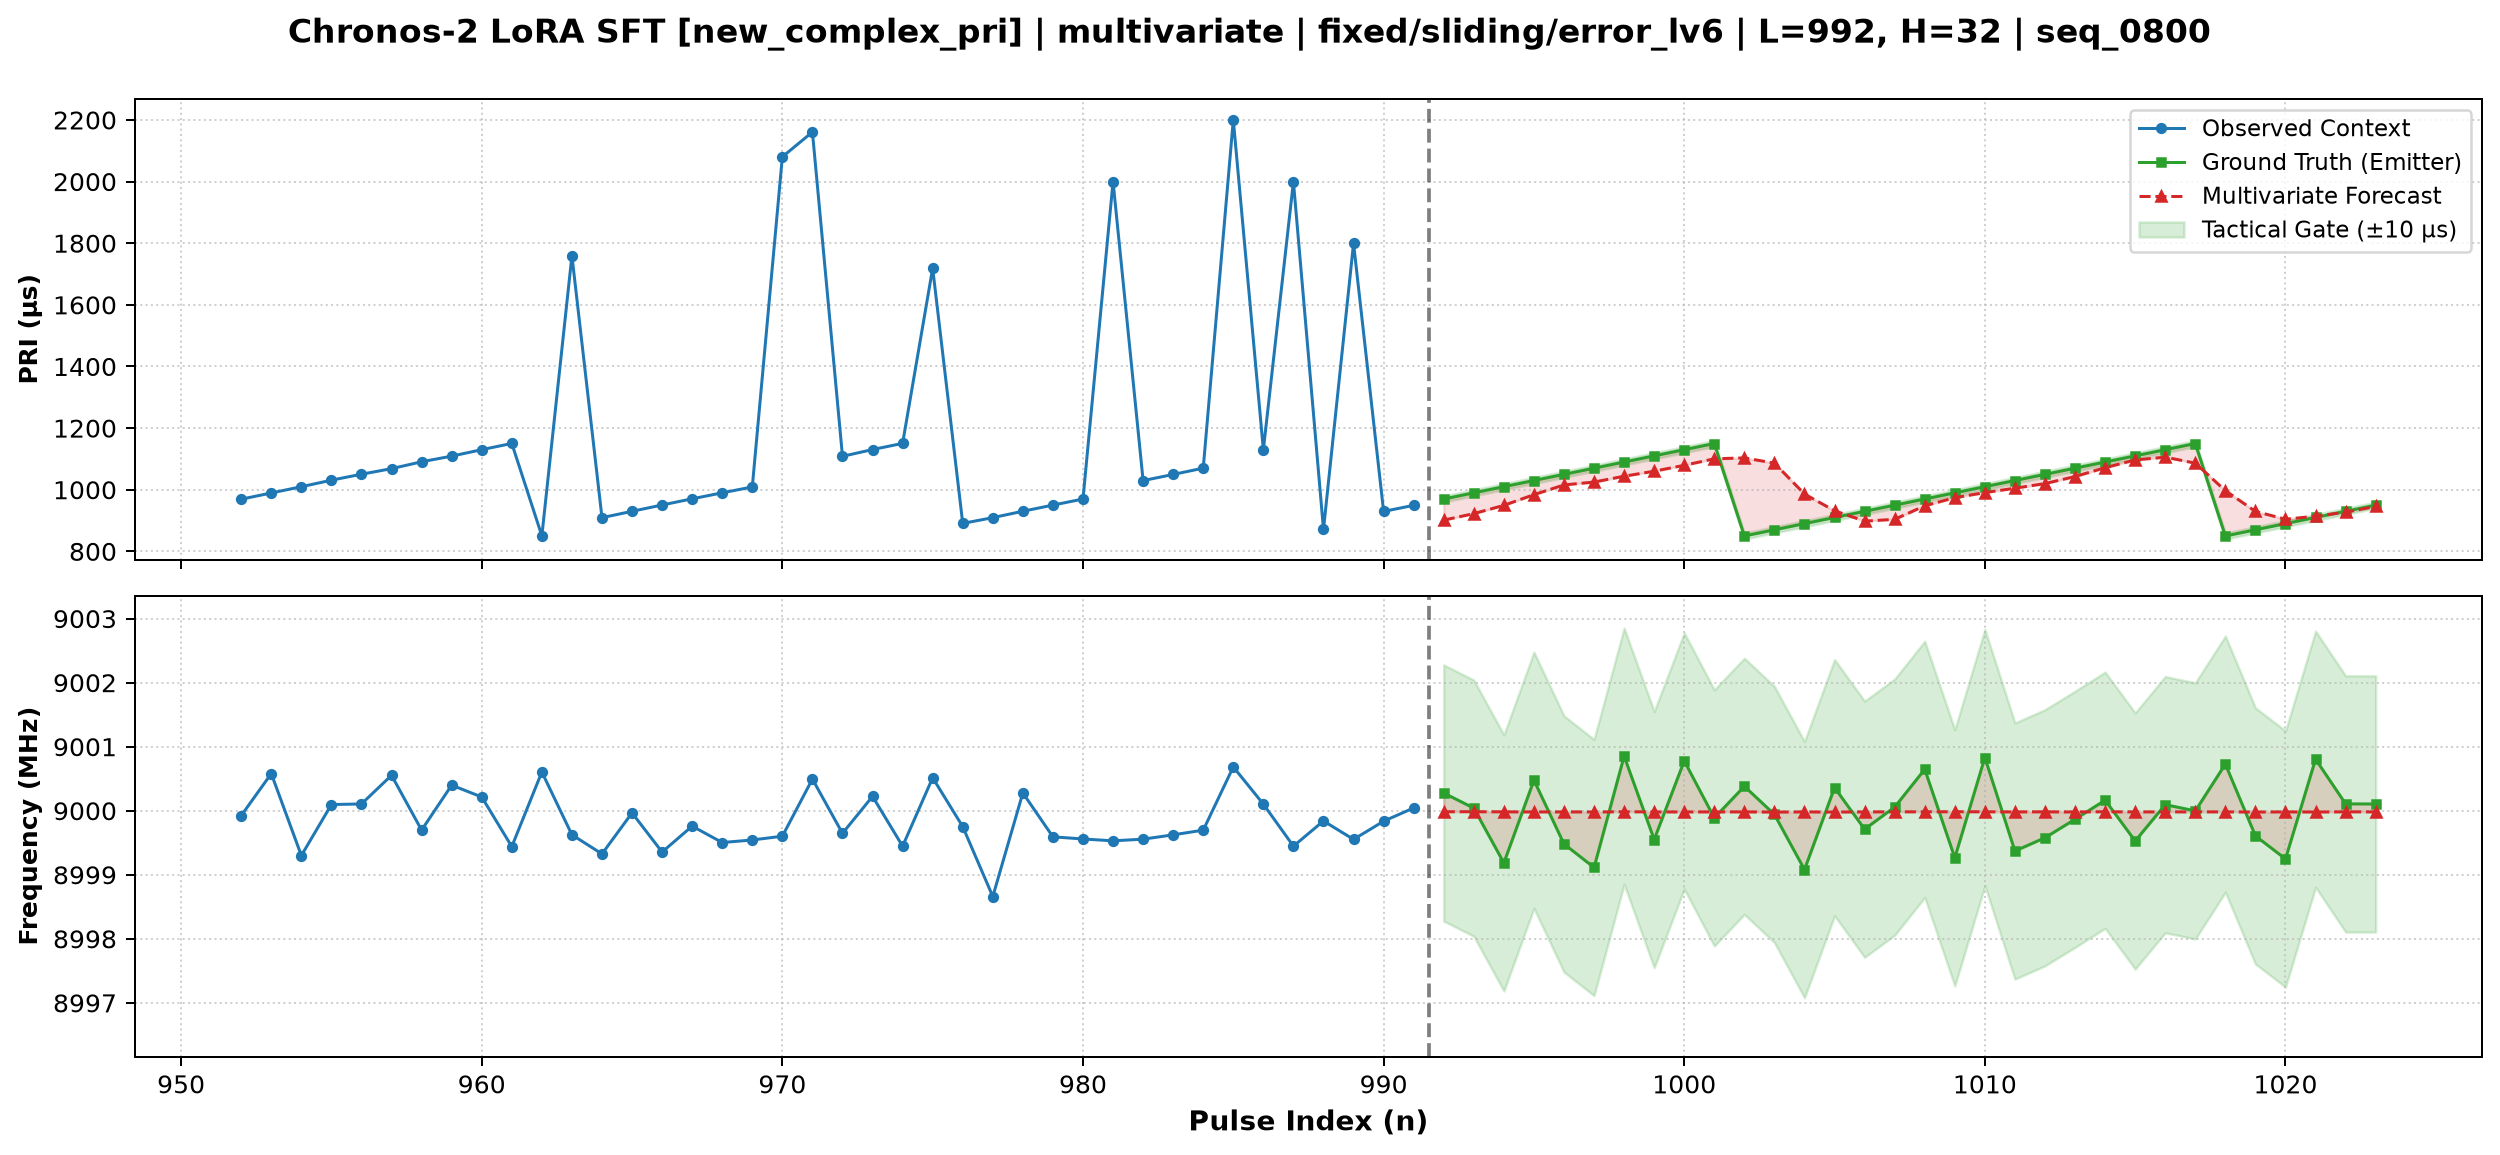 Chronos-2 LoRA SFT [new_complex_pri] | multivariate | fixed/sliding/error_lv6 | L=992, H=32 | seq_0800
2200
2000
1800
1600
1400
1200
1000
800
PRI (µs)
Observed Context
Ground Truth (Emitter)
Multivariate Forecast
Tactical Gate (±10 µs)
9003
9002
9001
9000
8999
8998
8997
Frequency (MHz)
950
960
970
980
990
1000
1010
1020
Pulse Index (n)